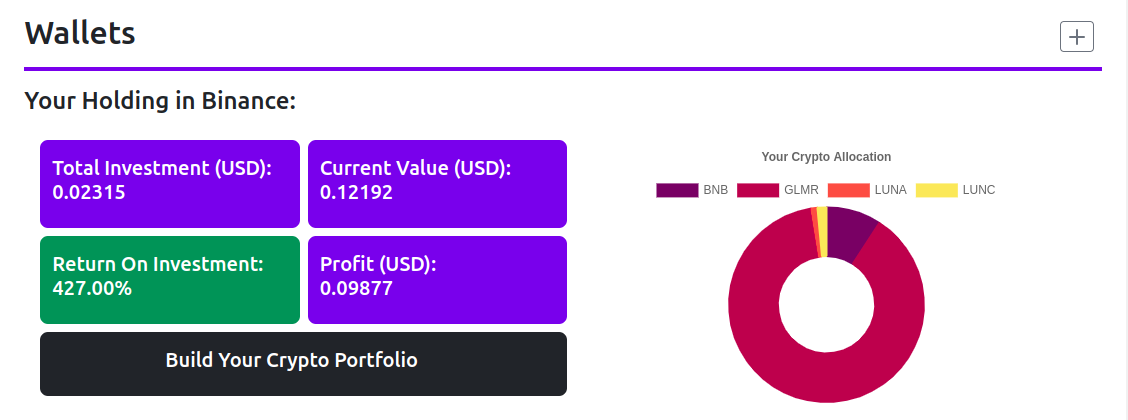 Wallets
Your Holding in Binance:
Total Investment (USD):
0.02315
Current Value (USD):
0.12192
Return On Investment:
427.00%
Profit (USD):
0.09877
Build Your Crypto Portfolio
Your Crypto Allocation
BNB GLMR LUNA LUNC